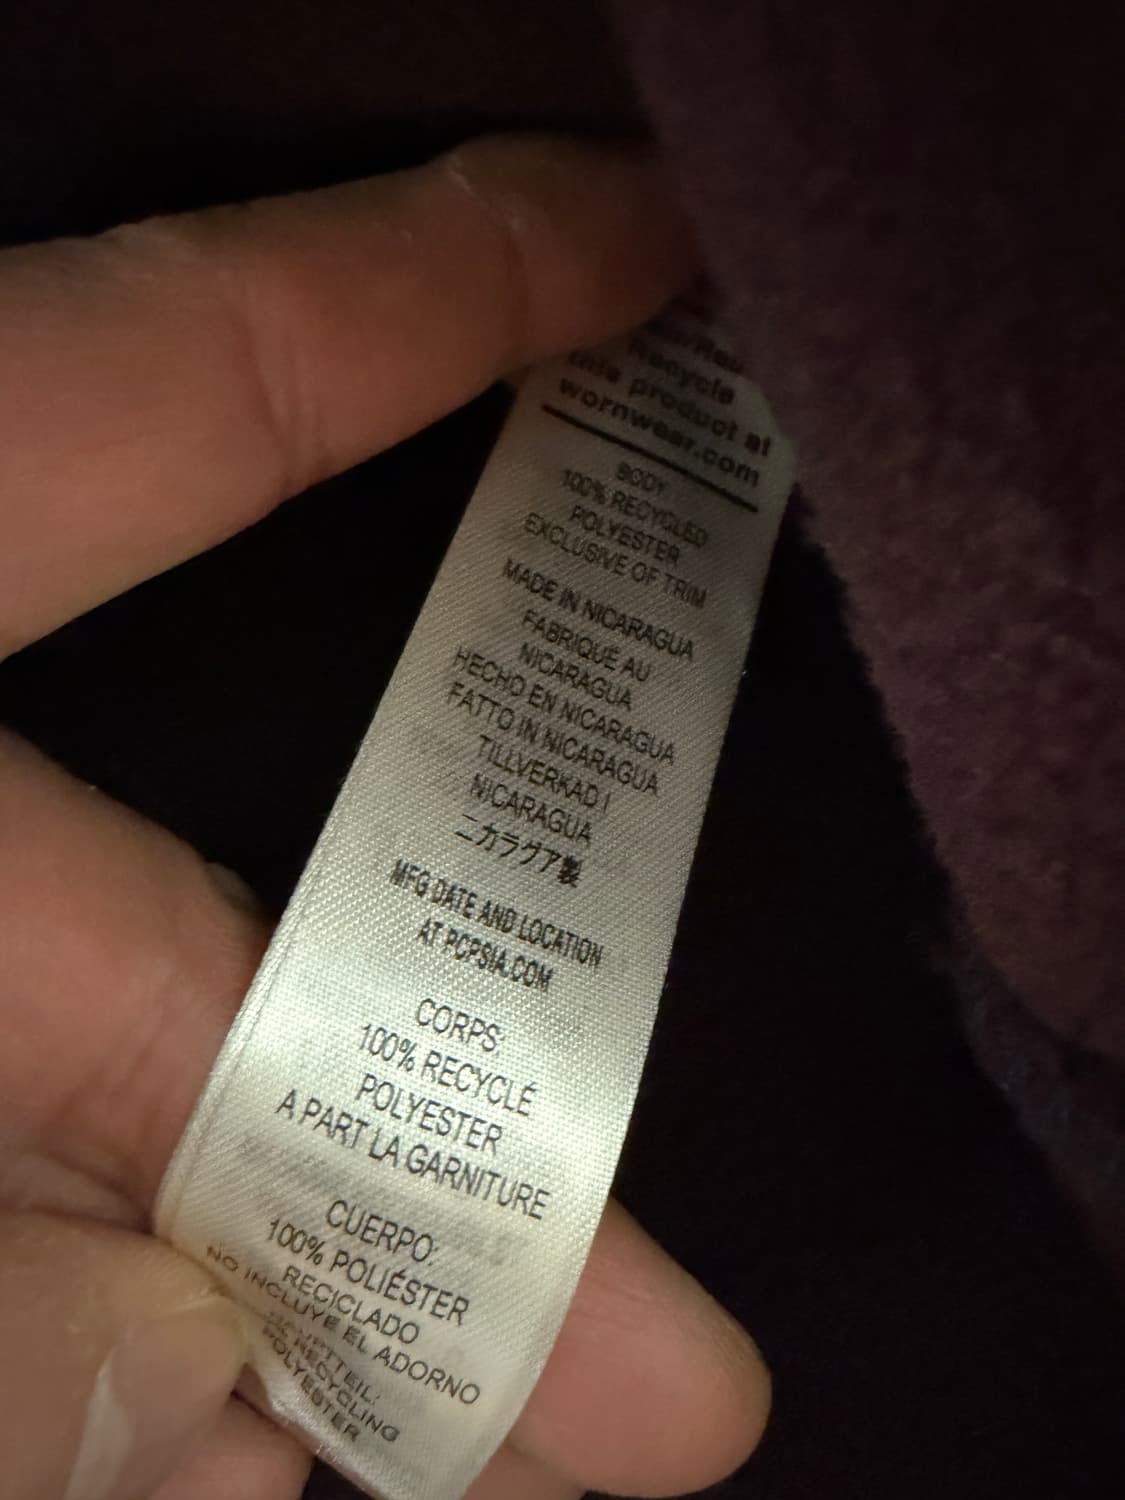 Recycle
this product at
wornwear.com
BODY:
100% RECYCLED
POLYESTER
EXCLUSIVE OF TRIM
MADE IN NICARAGUA
FABRIQUÉ AU
NICARAGUA
HECHO EN NICARAGUA
FATTO IN NICARAGUA
TILLVERKAD I
NICARAGUA
ニカラグア製
MFG DATE AND LOCATION
AT PCPSIA.COM
CORPS:
100% RECYCLÉ
POLYESTER
A PART LA GARNITURE
CUERPO:
100% POLIÉSTER
RECICLADO
NO INCLUYE EL ADORNO
RECYCLING
POLYESTER